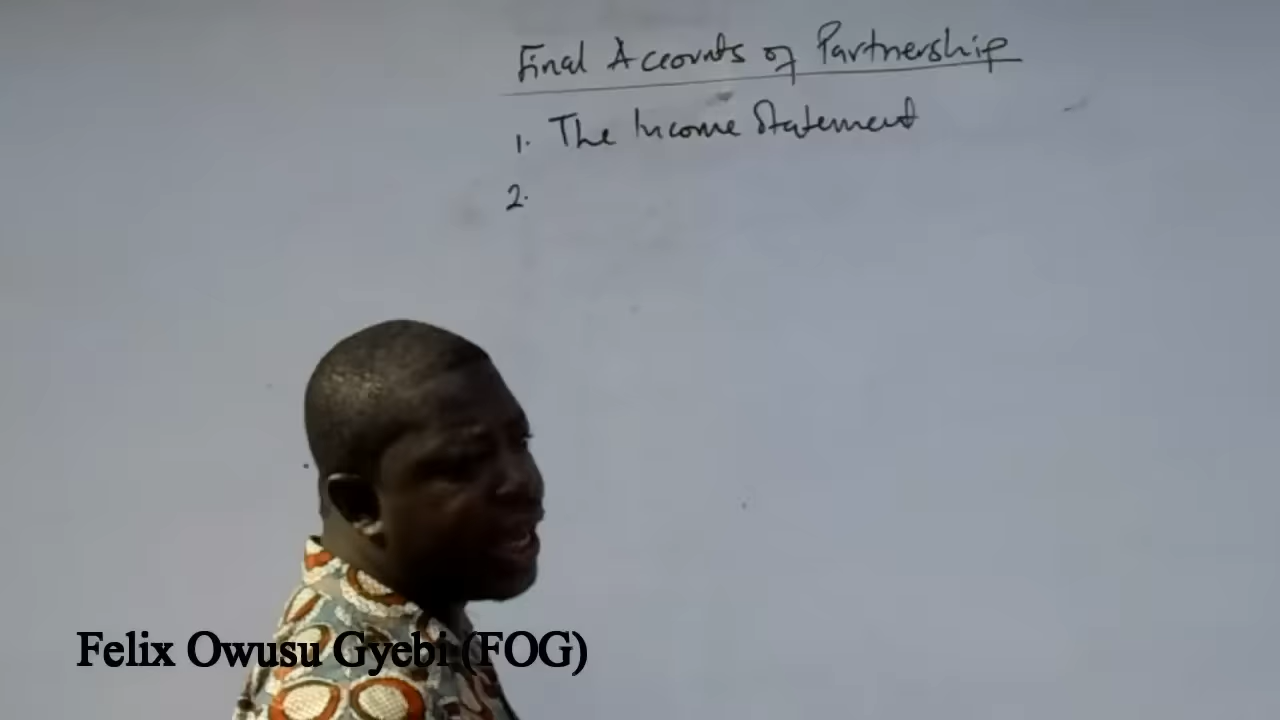 Final Accounts of Partnership
1. The Income Statement
2.
Felix Owusu Gyebi (FOG)